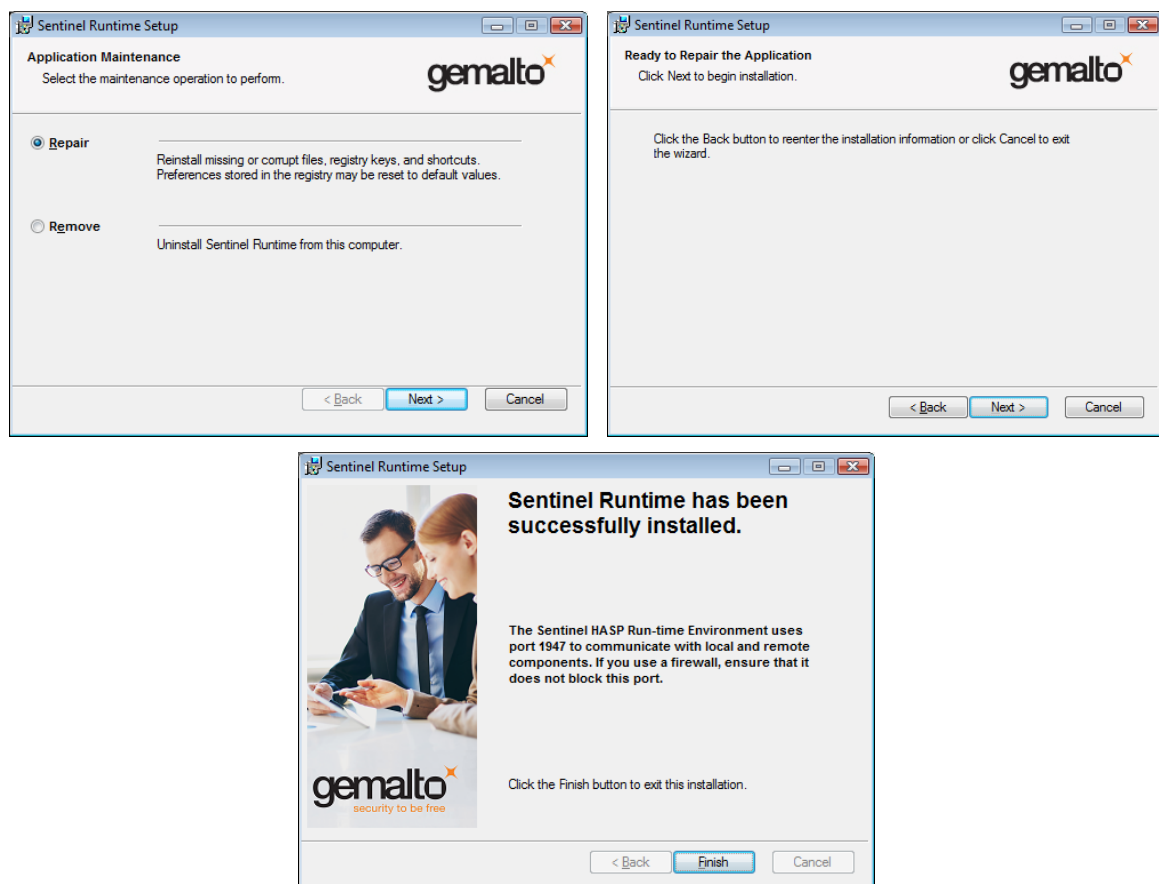 Sentinel Runtime Setup
Application Maintenance
Select the maintenance operation to perform.
gemalto
Repair
Reinstall missing or corrupt files, registry keys, and shortcuts.
Preferences stored in the registry may be reset to default values.
Remove
Uninstall Sentinel Runtime from this computer.
< Back
Next >
Cancel
Sentinel Runtime Setup
Ready to Repair the Application
Click Next to begin installation.
gemalto
Click the Back button to reenter the installation information or click Cancel to exit
the wizard.
< Back
Next >
Cancel
Sentinel Runtime Setup
Sentinel Runtime has been
successfully installed.
The Sentinel HASP Run-time Environment uses
port 1947 to communicate with local and remote
components. If you use a firewall, ensure that it
does not block this port.
gemalto
security to be free
Click the Finish button to exit this installation.
< Back
Finish
Cancel